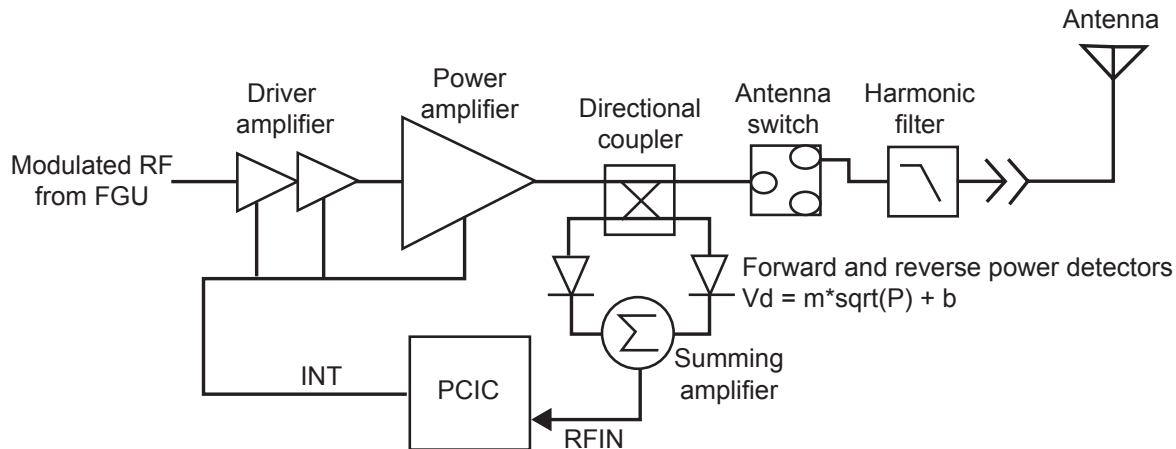 Antenna
Driver
amplifier
Power
amplifier
Directional
coupler
Antenna
switch
Harmonic
filter
Modulated RF
from FGU
Forward and reverse power detectors
Vd = m*sqrt(P) + b
Σ
Summing
amplifier
INT
PCIC
RFIN